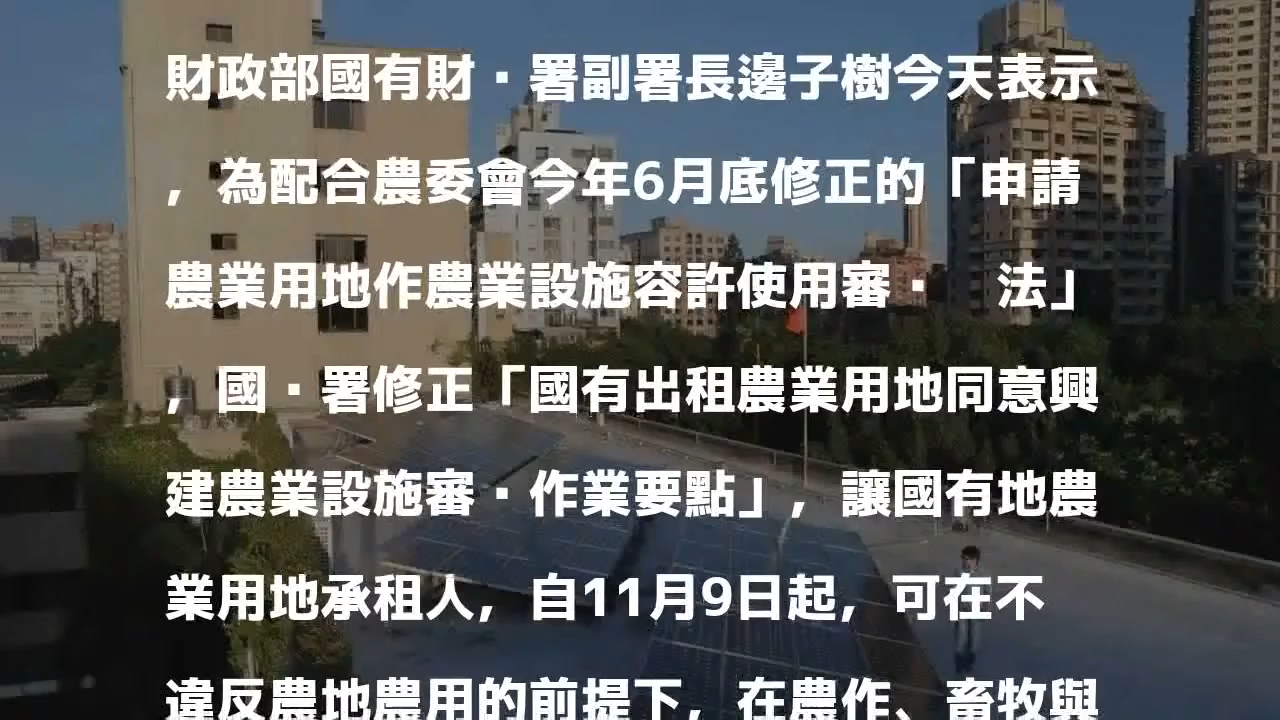 財政部國有財·署副署長邊子樹今天表示
，為配合農委會今年6月底修正的「申請
農業用地作農業設施容許使用審· 法」
，國·署修正「國有出租農業用地同意興
建農業設施審·作業要點」，讓國有地農
業用地承租人，自11月9日起，可在不
違反農地農用的前提下，在農作、畜牧與